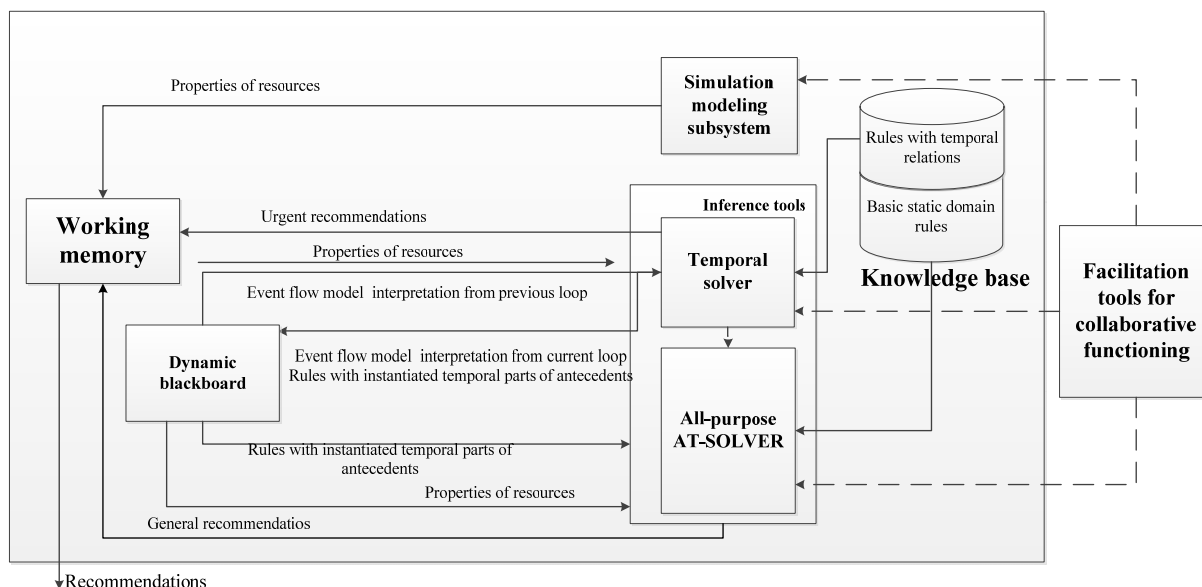 Properties of resources
Simulation
modeling
subsystem
Rules with temporal
relations
Basic static domain
rules
Knowledge base
Inference tools
Working
memory
Urgent recommendations
Properties of resources
Temporal
solver
Event flow model  interpretation from previous loop
Facilitation
tools for
collaborative
functioning
Dynamic
blackboard
Event flow model  interpretation from current loop
Rules with instantiated temporal parts of antecedents
All-purpose
AT-SOLVER
Rules with instantiated temporal parts of
antecedents
Properties of resources
General recommendatios
Recommendations